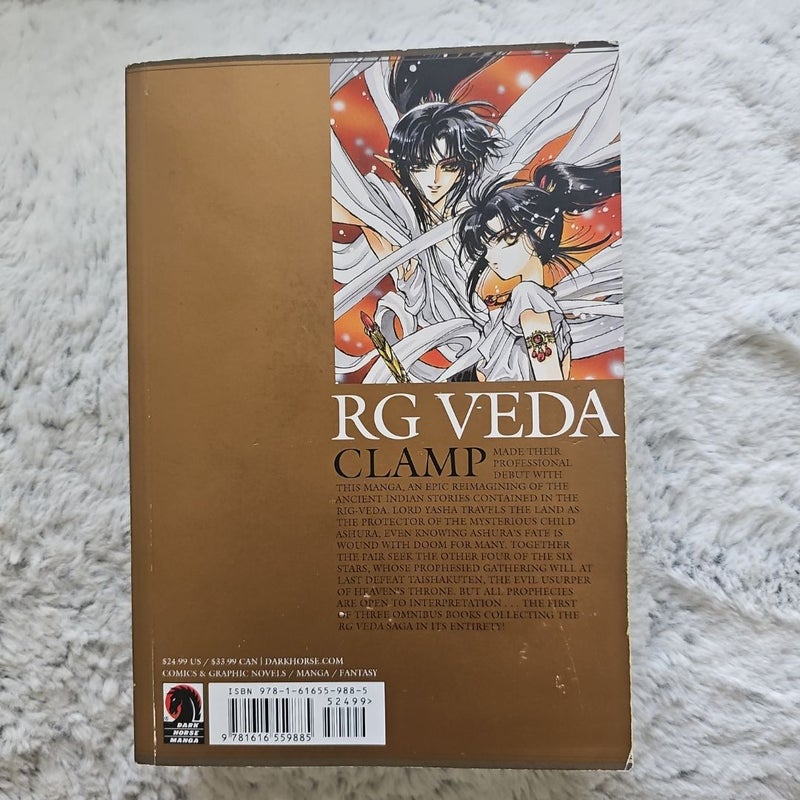 RG VEDA
CLAMP MADE THEIR
PROFESSIONAL
DEBUT WITH
THIS MANGA, AN EPIC REIMAGINING OF THE
ANCIENT INDIAN STORIES CONTAINED IN THE
RIG-VEDA. LORD YASHA TRAVELS THE LAND AS
THE PROTECTOR OF THE MYSTERIOUS CHILD
ASHURA, EVEN KNOWING ASHURA'S FATE IS
WOUND WITH DOOM FOR MANY. TOGETHER
THE PAIR SEEK THE OTHER FOUR OF THE SIX
STARS, WHOSE PROPHESIED GATHERING WILL AT
LAST DEFEAT TAISHAKUTEN, THE EVIL USURPER
OF HEAVEN'S THRONE. BUT ALL PROPHECIES
ARE OPEN TO INTERPRETATION . . . THE FIRST
OF THREE OMNIBUS BOOKS COLLECTING THE
RG VEDA SAGA IN ITS ENTIRETY!
$24.99 US / $33.99 CAN | DARKHORSE.COM
COMICS & GRAPHIC NOVELS / MANGA / FANTASY
DARK
HORSE
MANGA
ISBN 978-1-61655-988-5
52499>
9 781616 559885